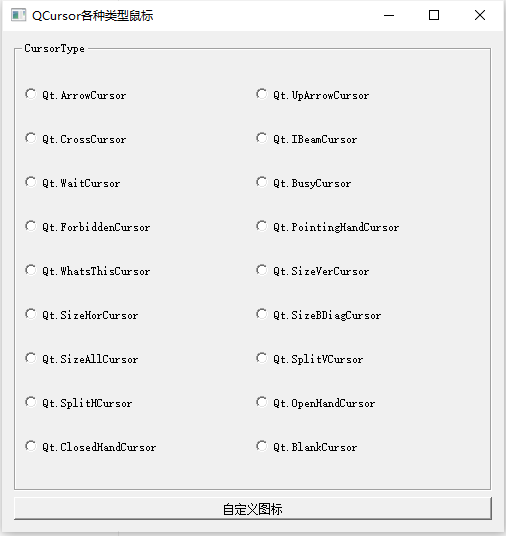 QCursor各种类型鼠标
CursorType
Qt.ArrowCursor
Qt.UpArrowCursor
Qt.CrossCursor
Qt.IBeamCursor
Qt.WaitCursor
Qt.BusyCursor
Qt.ForbiddenCursor
Qt.PointingHandCursor
Qt.WhatsThisCursor
Qt.SizeVerCursor
Qt.SizeHorCursor
Qt.SizeBDiagCursor
Qt.SizeAllCursor
Qt.SplitVCursor
Qt.SplitHCursor
Qt.OpenHandCursor
Qt.ClosedHandCursor
Qt.BlankCursor
自定义图标